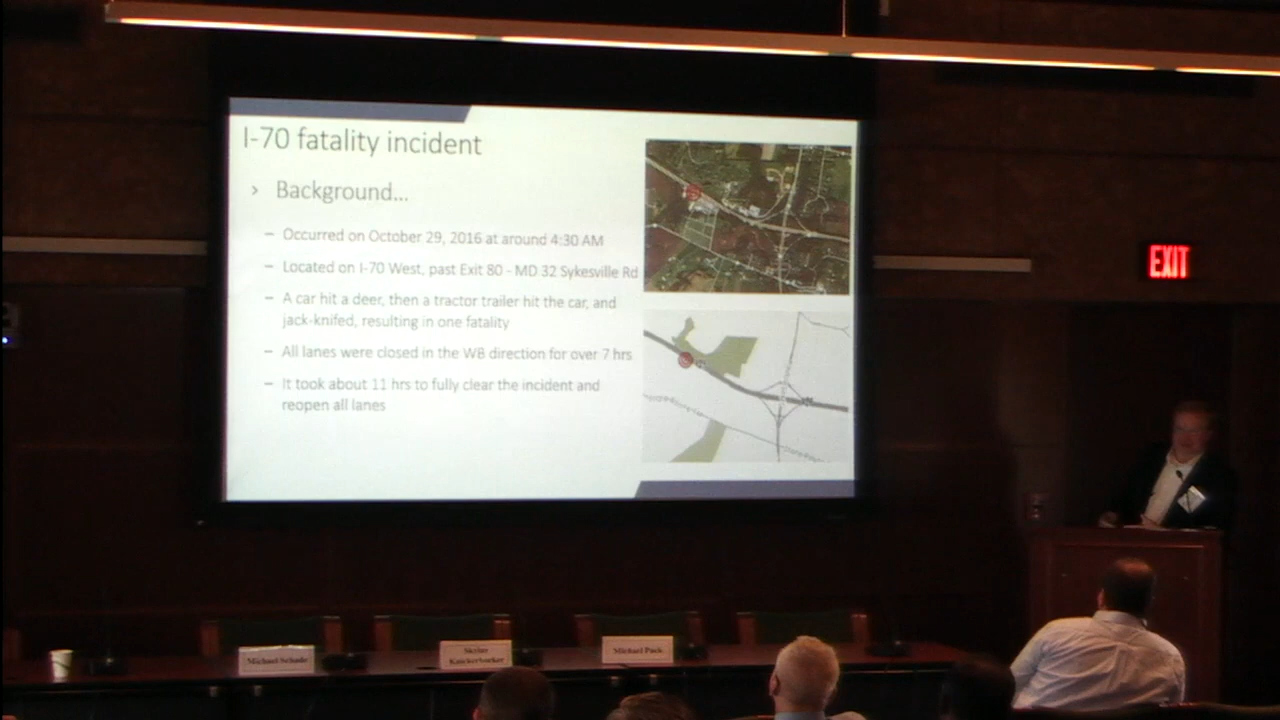 I-70 fatality incident
› Background...
– Occurred on October 29, 2016 at around 4:30 AM
– Located on I-70 West, past Exit 80 - MD 32 Sykesville Rd
– A car hit a deer, then a tractor trailer hit the car, and
jack-knifed, resulting in one fatality
– All lanes were closed in the WB direction for over 7 hrs
– It took about 11 hrs to fully clear the incident and
reopen all lanes
EXIT
Michael Schade
Skylar
Knickerbocker
Michael Pack